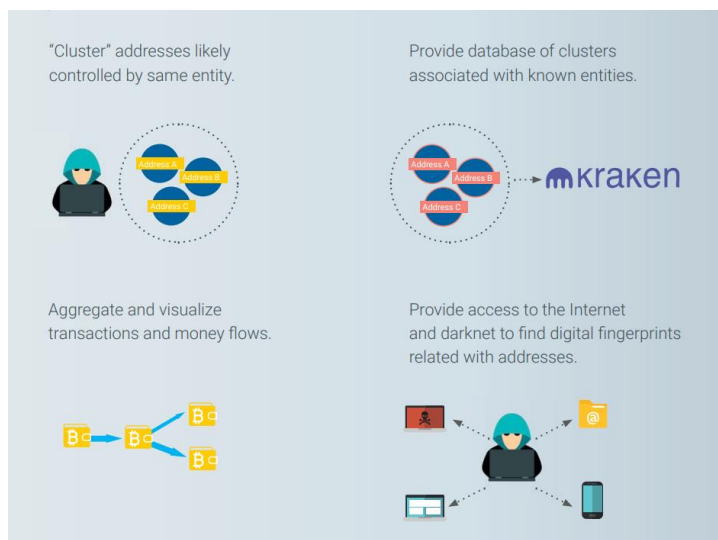 “Cluster” addresses likely
controlled by same entity.
Address A
Address B
Address C
Provide database of clusters
associated with known entities.
Address A
Address B
Address C
kraken
Aggregate and visualize
transactions and money flows.
Provide access to the Internet
and darknet to find digital fingerprints
related with addresses.
@